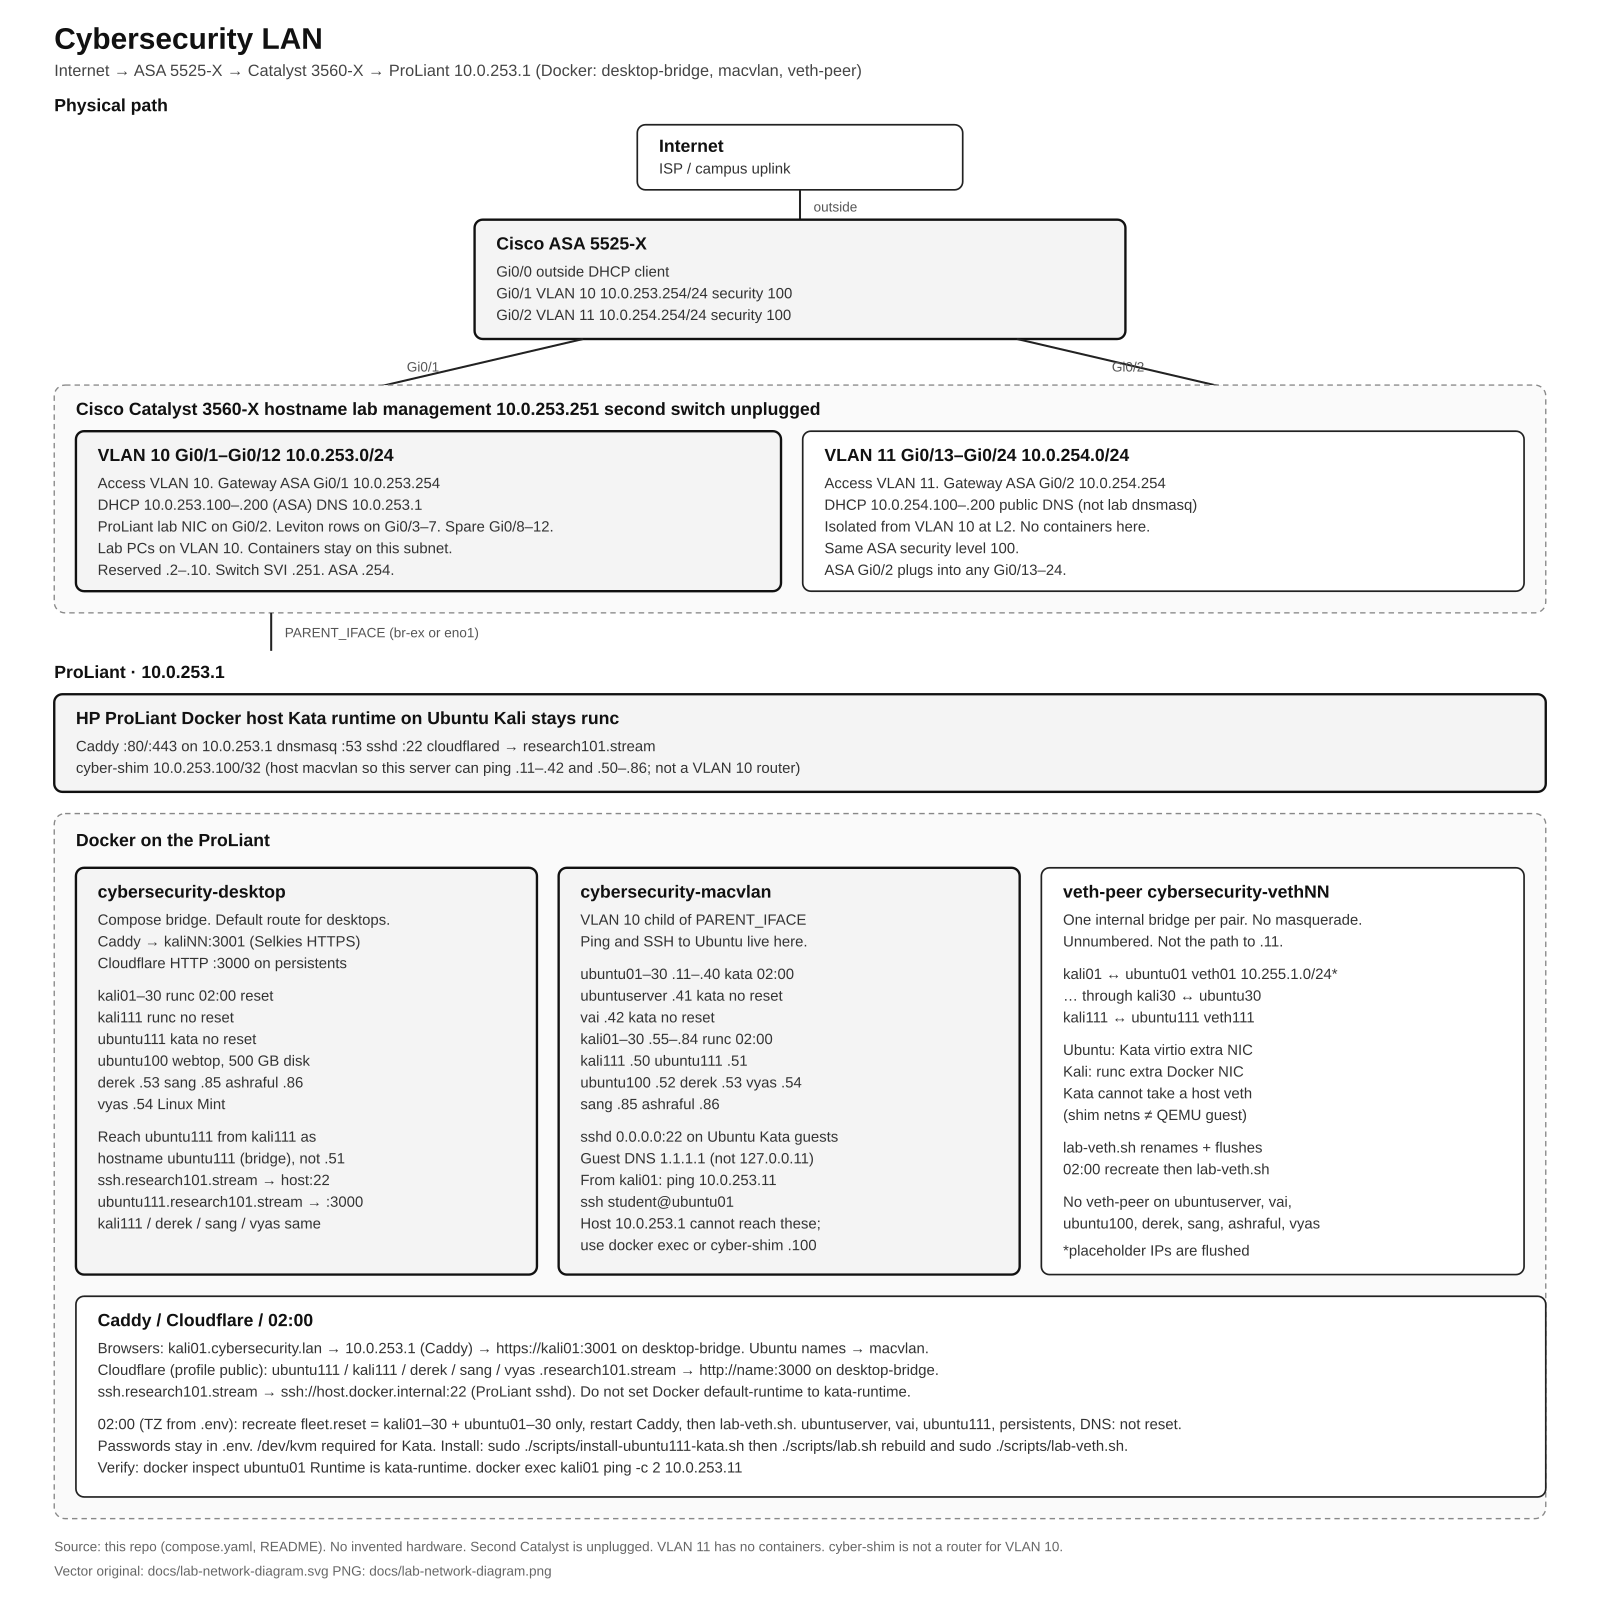 Cybersecurity LAN
Internet → ASA 5525-X → Catalyst 3560-X → ProLiant 10.0.253.1 (Docker: desktop-bridge, macvlan, veth-peer)
Physical path
Internet
ISP / campus uplink
outside
Cisco ASA 5525-X
Gi0/0 outside DHCP client
Gi0/1 VLAN 10 10.0.253.254/24 security 100
Gi0/2 VLAN 11 10.0.254.254/24 security 100
Gi0/1
Gi0/2
Cisco Catalyst 3560-X hostname lab management 10.0.253.251 second switch unplugged
VLAN 10 Gi0/1–Gi0/12 10.0.253.0/24
Access VLAN 10. Gateway ASA Gi0/1 10.0.253.254
DHCP 10.0.253.100–.200 (ASA) DNS 10.0.253.1
ProLiant lab NIC on Gi0/2. Leviton rows on Gi0/3–7. Spare Gi0/8–12.
Lab PCs on VLAN 10. Containers stay on this subnet.
Reserved .2–.10. Switch SVI .251. ASA .254.
VLAN 11 Gi0/13–Gi0/24 10.0.254.0/24
Access VLAN 11. Gateway ASA Gi0/2 10.0.254.254
DHCP 10.0.254.100–.200 public DNS (not lab dnsmasq)
Isolated from VLAN 10 at L2. No containers here.
Same ASA security level 100.
ASA Gi0/2 plugs into any Gi0/13–24.
PARENT_IFACE (br-ex or eno1)
ProLiant · 10.0.253.1
HP ProLiant Docker host Kata runtime on Ubuntu Kali stays runc
Caddy :80/:443 on 10.0.253.1 dnsmasq :53 sshd :22 cloudflared → research101.stream
cyber-shim 10.0.253.100/32 (host macvlan so this server can ping .11–.42 and .50–.86; not a VLAN 10 router)
Docker on the ProLiant
cybersecurity-desktop
Compose bridge. Default route for desktops.
Caddy → kaliNN:3001 (Selkies HTTPS)
Cloudflare HTTP :3000 on persistents
kali01–30 runc 02:00 reset
kali111 runc no reset
ubuntu111 kata no reset
ubuntu100 webtop, 500 GB disk
derek .53 sang .85 ashraful .86
vyas .54 Linux Mint
Reach ubuntu111 from kali111 as
hostname ubuntu111 (bridge), not .51
ssh.research101.stream → host:22
ubuntu111.research101.stream → :3000
kali111 / derek / sang / vyas same
cybersecurity-macvlan
VLAN 10 child of PARENT_IFACE
Ping and SSH to Ubuntu live here.
ubuntu01–30 .11–.40 kata 02:00
ubuntuserver .41 kata no reset
vai .42 kata no reset
kali01–30 .55–.84 runc 02:00
kali111 .50 ubuntu111 .51
ubuntu100 .52 derek .53 vyas .54
sang .85 ashraful .86
sshd 0.0.0.0:22 on Ubuntu Kata guests
Guest DNS 1.1.1.1 (not 127.0.0.11)
From kali01: ping 10.0.253.11
ssh student@ubuntu01
Host 10.0.253.1 cannot reach these;
use docker exec or cyber-shim .100
veth-peer cybersecurity-vethNN
One internal bridge per pair. No masquerade.
Unnumbered. Not the path to .11.
kali01 ↔ ubuntu01 veth01 10.255.1.0/24*
… through kali30 ↔ ubuntu30
kali111 ↔ ubuntu111 veth111
Ubuntu: Kata virtio extra NIC
Kali: runc extra Docker NIC
Kata cannot take a host veth
(shim netns ≠ QEMU guest)
lab-veth.sh renames + flushes
02:00 recreate then lab-veth.sh
No veth-peer on ubuntuserver, vai,
ubuntu100, derek, sang, ashraful, vyas
*placeholder IPs are flushed
Caddy / Cloudflare / 02:00
Browsers: kali01.cybersecurity.lan → 10.0.253.1 (Caddy) → https://kali01:3001 on desktop-bridge. Ubuntu names → macvlan.
Cloudflare (profile public): ubuntu111 / kali111 / derek / sang / vyas .research101.stream → http://name:3000 on desktop-bridge.
ssh.research101.stream → ssh://host.docker.internal:22 (ProLiant sshd). Do not set Docker default-runtime to kata-runtime.
02:00 (TZ from .env): recreate fleet.reset = kali01–30 + ubuntu01–30 only, restart Caddy, then lab-veth.sh. ubuntuserver, vai, ubuntu111, persistents, DNS: not reset.
Passwords stay in .env. /dev/kvm required for Kata. Install: sudo ./scripts/install-ubuntu111-kata.sh then ./scripts/lab.sh rebuild and sudo ./scripts/lab-veth.sh.
Verify: docker inspect ubuntu01 Runtime is kata-runtime. docker exec kali01 ping -c 2 10.0.253.11
Source: this repo (compose.yaml, README). No invented hardware. Second Catalyst is unplugged. VLAN 11 has no containers. cyber-shim is not a router for VLAN 10.
Vector original: docs/lab-network-diagram.svg PNG: docs/lab-network-diagram.png